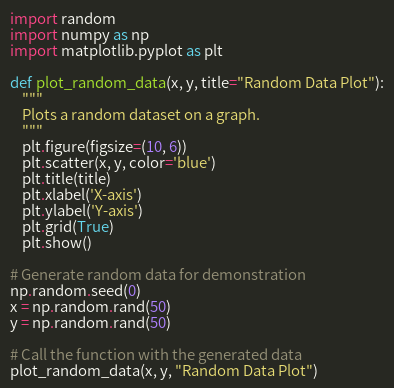 import random
import numpy as np
import matplotlib.pyplot as plt

def plot_random_data(x, y, title="Random Data Plot"):
    """
    Plots a random dataset on a graph.
    """
    plt.figure(figsize=(10, 6))
    plt.scatter(x, y, color='blue')
    plt.title(title)
    plt.xlabel('X-axis')
    plt.ylabel('Y-axis')
    plt.grid(True)
    plt.show()

# Generate random data for demonstration
np.random.seed(0)
x = np.random.rand(50)
y = np.random.rand(50)

# Call the function with the generated data
plot_random_data(x, y, "Random Data Plot")